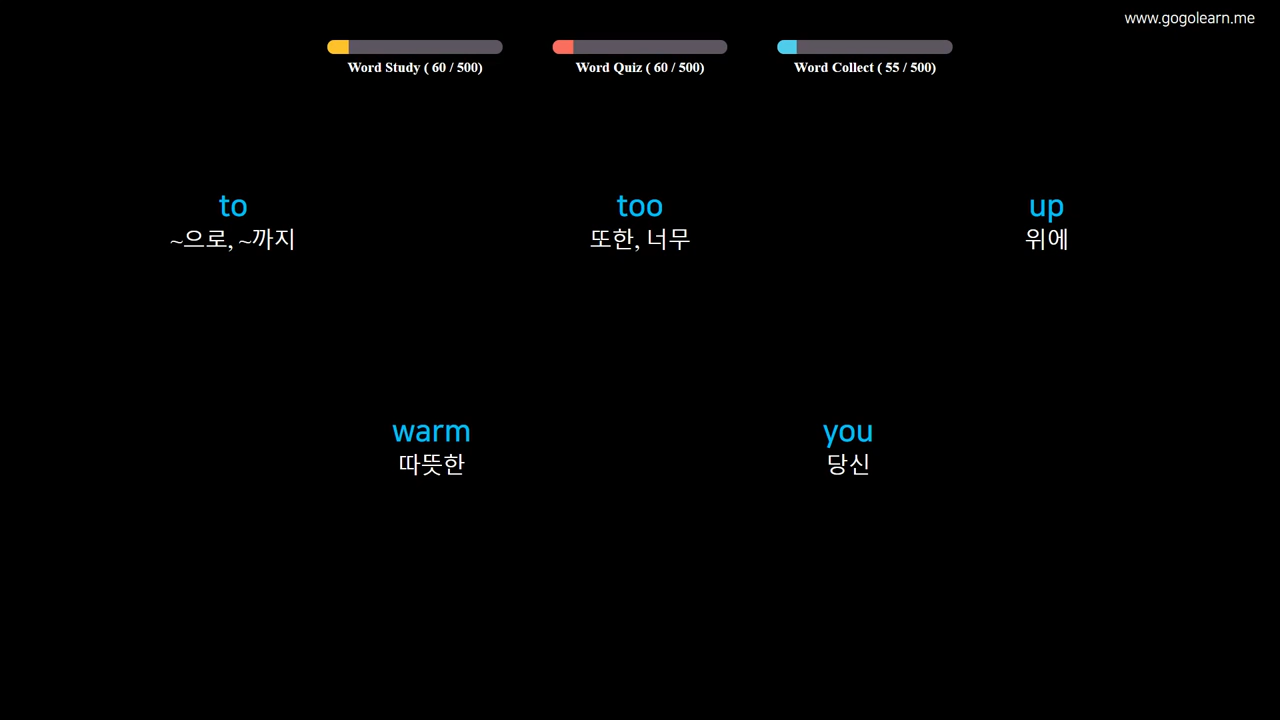 www.gogolearn.me
Word Study ( 60 / 500)
Word Quiz ( 60 / 500)
Word Collect ( 55 / 500)
to
~으로, ~까지
too
또한, 너무
up
위에
warm
따뜻한
you
당신